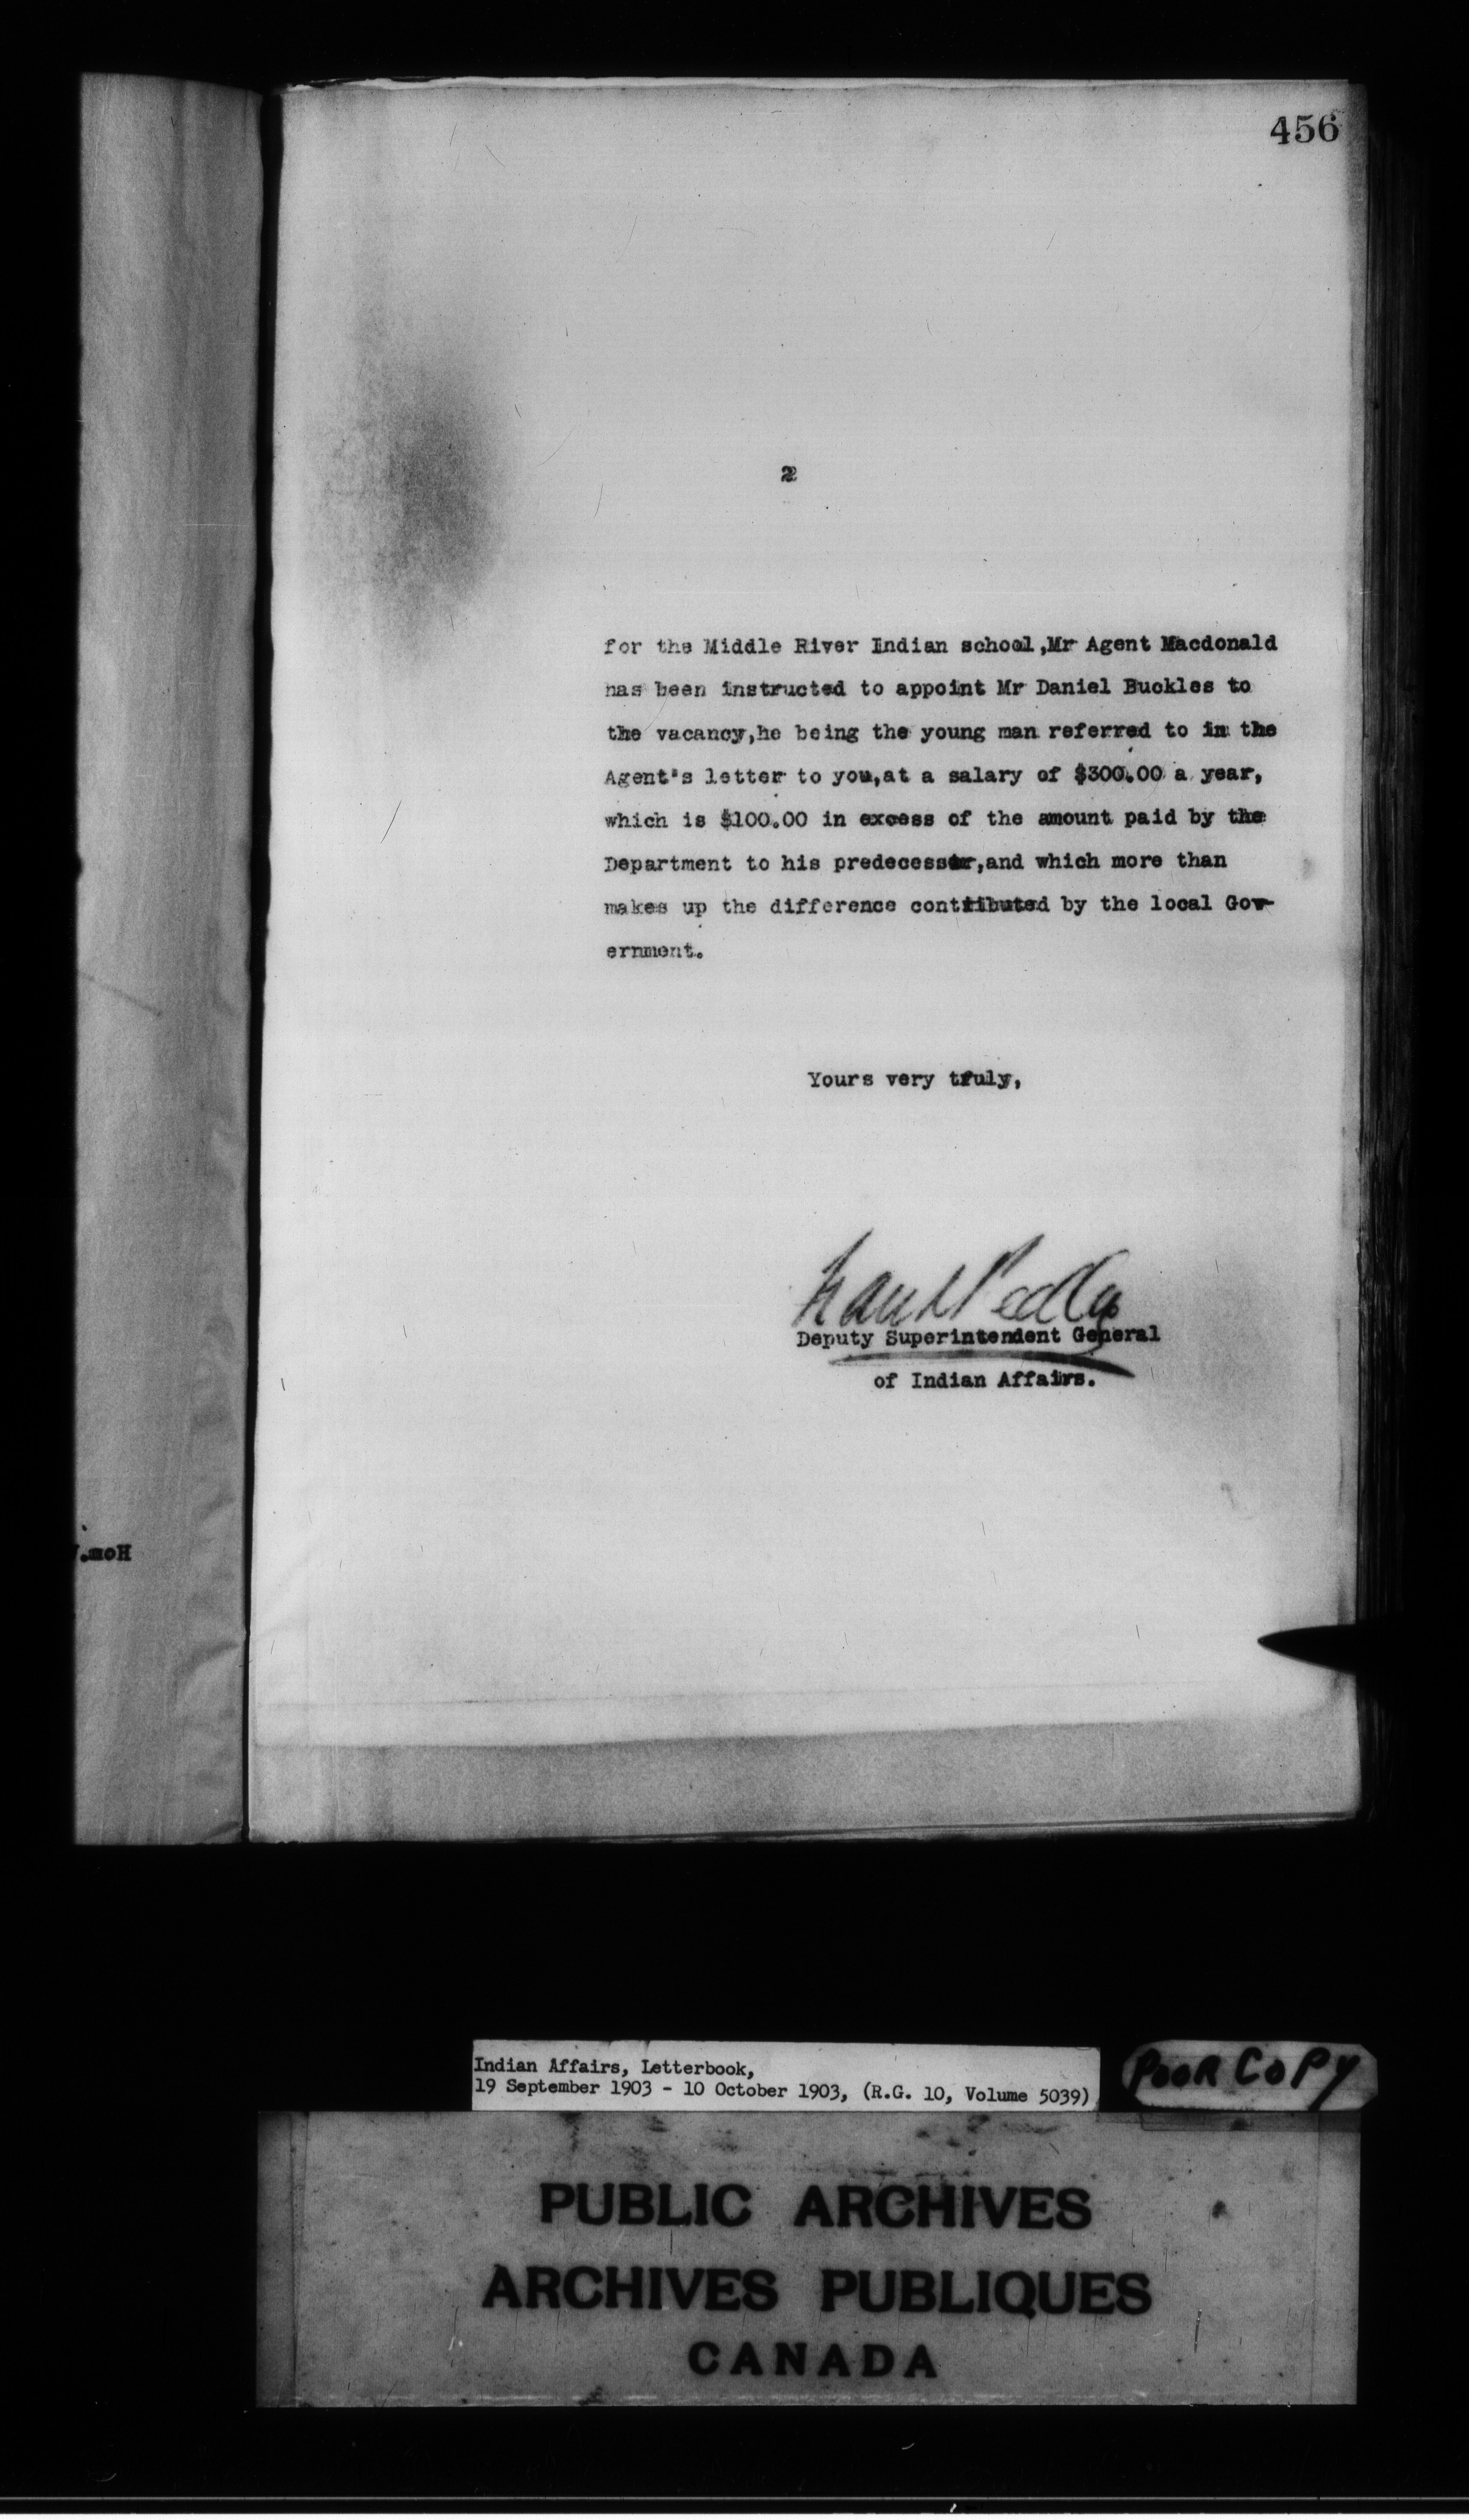 456
2
for the Middle River Indian school,Mr Agent Macdonald
has been instructed to appoint Mr Daniel Buckles to
the vacancy,he being the young man referred to in the
Agent's letter to you,at a salary of $300.00 a year,
which is $100.00 in excess of the amount paid by the
Department to his predecessor,and which more than
makes up the difference contributed by the local Gov-
ernment.
Yours very truly,
Frank Pedley
Deputy Superintendent General
of Indian Affairs.
Hon.
Indian Affairs, Letterbook,
19 September 1903 - 10 October 1903, (R.G. 10, Volume 5039)
POOR COPY
PUBLIC ARCHIVES
ARCHIVES PUBLIQUES
CANADA